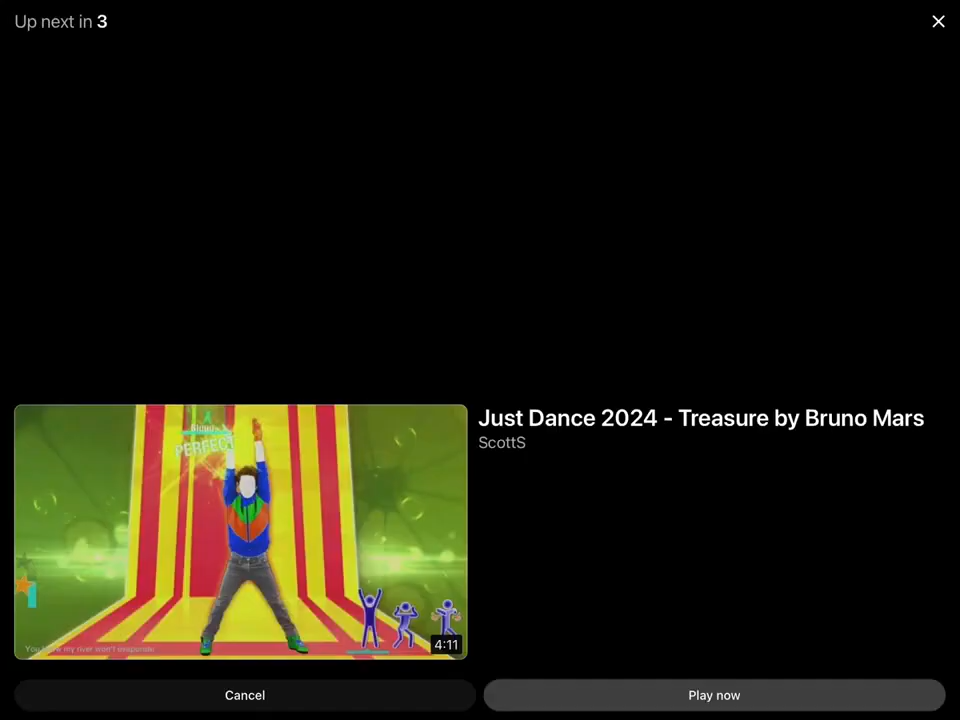 Up next in 3
Just Dance 2024 - Treasure by Bruno Mars
ScottS
PERFECT
4:11
Cancel
Play now